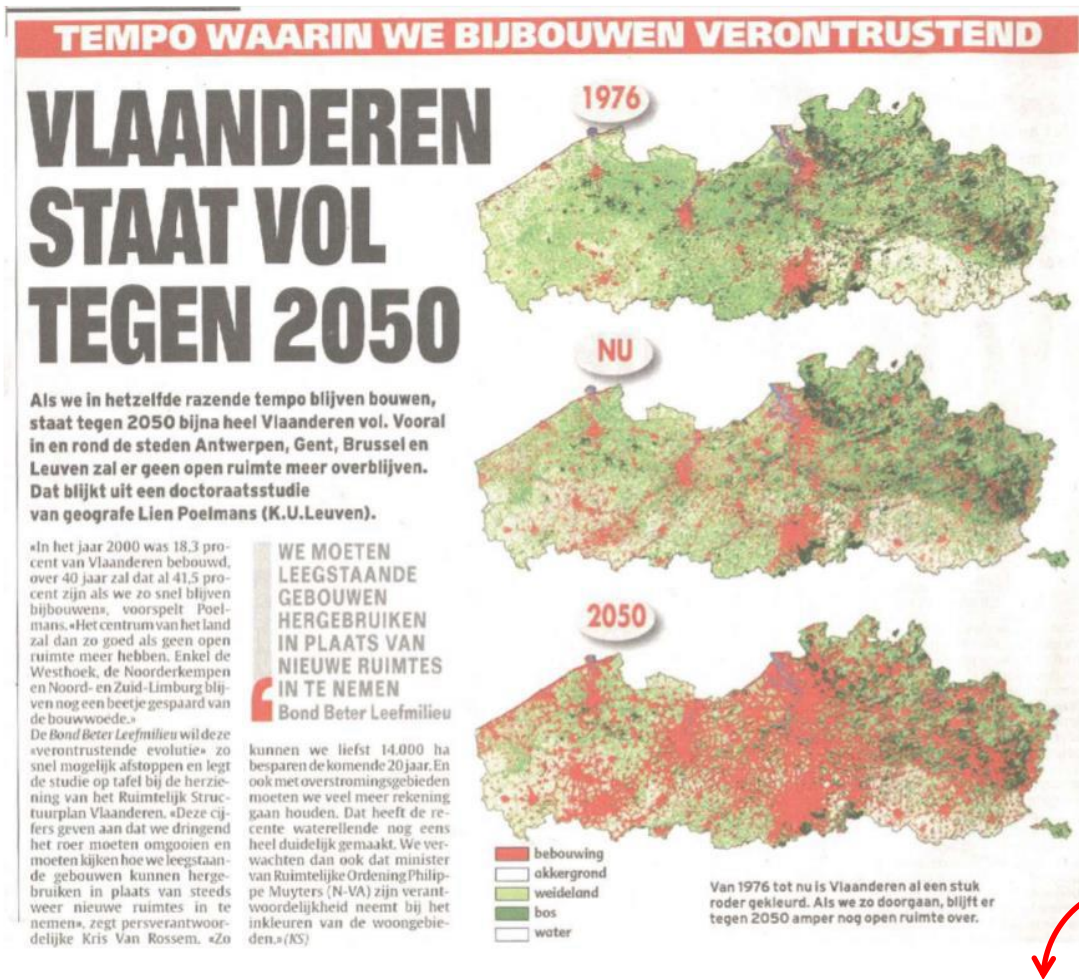 TEMPO WAARIN WE BIJBOUWEN VERONTRUSTEND
VLAANDEREN
STAAT VOL
TEGEN 2050
Als we in hetzelfde razende tempo blijven bouwen,
staat tegen 2050 bijna heel Vlaanderen vol. Vooral
in en rond de steden Antwerpen, Gent, Brussel en
Leuven zal er geen open ruimte meer overblijven.
Dat blijkt uit een doctoraatsstudie
van geografe Lien Poelmans (K.U.Leuven).
«In het jaar 2000 was 18,3 pro-
cent van Vlaanderen bebouwd,
over 40 jaar zal dat al 41,5 pro-
cent zijn als we zo snel blijven
bijbouwen», voorspelt Poel-
mans. «Het centrum van het land
zal dan zo goed als geen open
ruimte meer hebben. Enkel de
Westhoek, de Noorderkempen
en Noord- en Zuid-Limburg blij-
ven nog een beetje gespaard van
de bouwwoede.»
De Bond Beter Leefmilieu wil deze
«verontrustende evolutie» zo
snel mogelijk afstoppen en legt
de studie op tafel bij de herzie-
ning van het Ruimtelijk Struc-
tuurplan Vlaanderen. «Deze cij-
fers geven aan dat we dringend
het roer moeten omgooien en
moeten kijken hoe we leegstaan-
de gebouwen kunnen herge-
bruiken in plaats van steeds
weer nieuwe ruimtes in te
nemen», zegt persverantwoor-
delijke Kris Van Rossem. «Zo
WE MOETEN
LEEGSTAANDE
GEBOUWEN
HERGEBRUIKEN
IN PLAATS VAN
NIEUWE RUIMTES
IN TE NEMEN
Bond Beter Leefmilieu
kunnen we liefst 14.000 ha
besparen de komende 20 jaar. En
ook met overstromingsgebieden
moeten we veel meer rekening
gaan houden. Dat heeft de re-
cente waterellende nog eens
heel duidelijk gemaakt. We ver-
wachten dan ook dat minister
van Ruimtelijke Ordening Philip-
pe Muyters (N-VA) zijn verant-
woordelijkheid neemt bij het
inkleuren van de woongebie-
den.» (KS)
1976
NU
2050
bebouwing
akkergrond
weideland
bos
water
Van 1976 tot nu is Vlaanderen al een stuk
roder gekleurd. Als we zo doorgaan, blijft er
tegen 2050 amper nog open ruimte over.